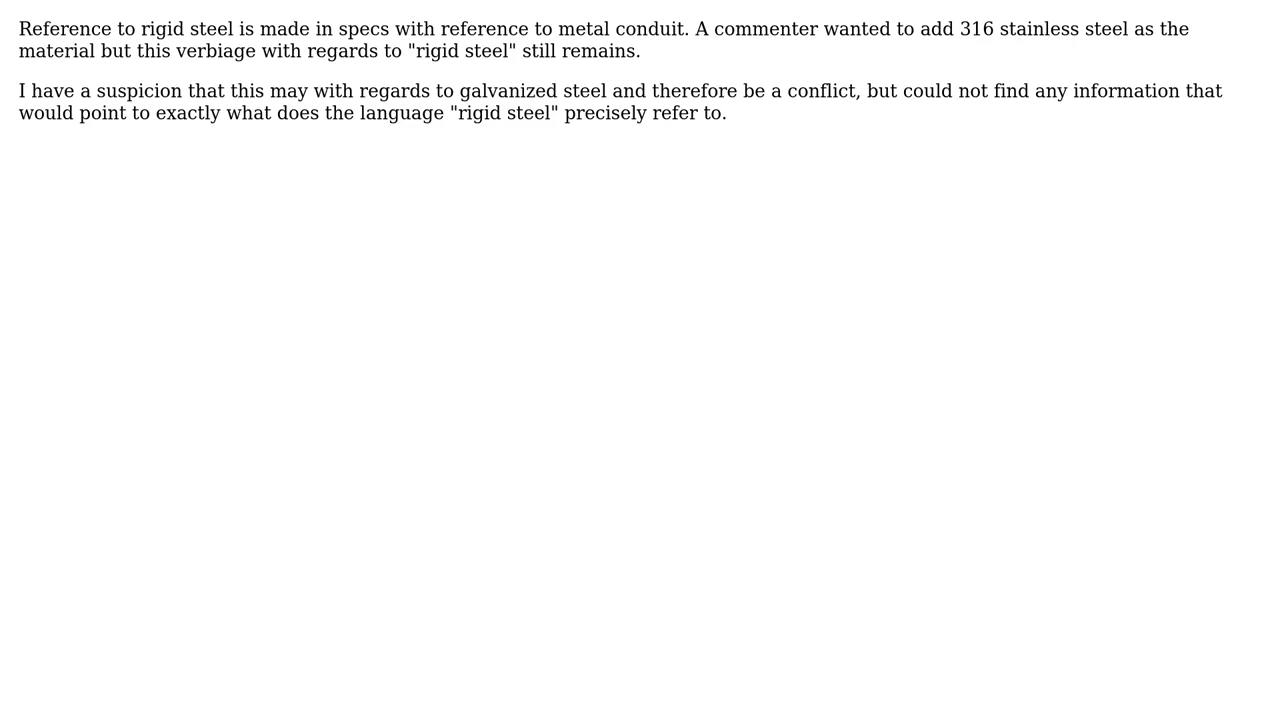 Reference to rigid steel is made in specs with reference to metal conduit. A commenter wanted to add 316 stainless steel as the
material but this verbiage with regards to "rigid steel" still remains.
I have a suspicion that this may with regards to galvanized steel and therefore be a conflict, but could not find any information that
would point to exactly what does the language "rigid steel" precisely refer to.